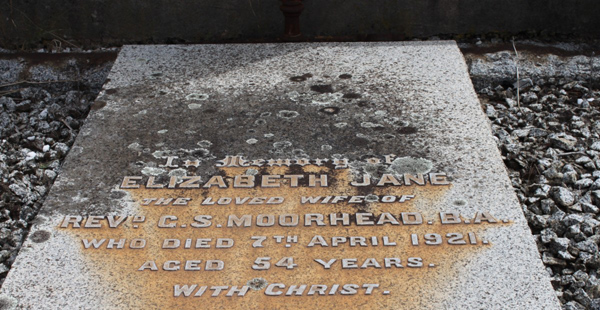 In Memory of
ELIZABETH JANE
THE LOVED WIFE OF
REVD. C. S. MOORHEAD, B.A.
WHO DIED 7TH APRIL 1921.
AGED 54 YEARS.
WITH CHRIST.